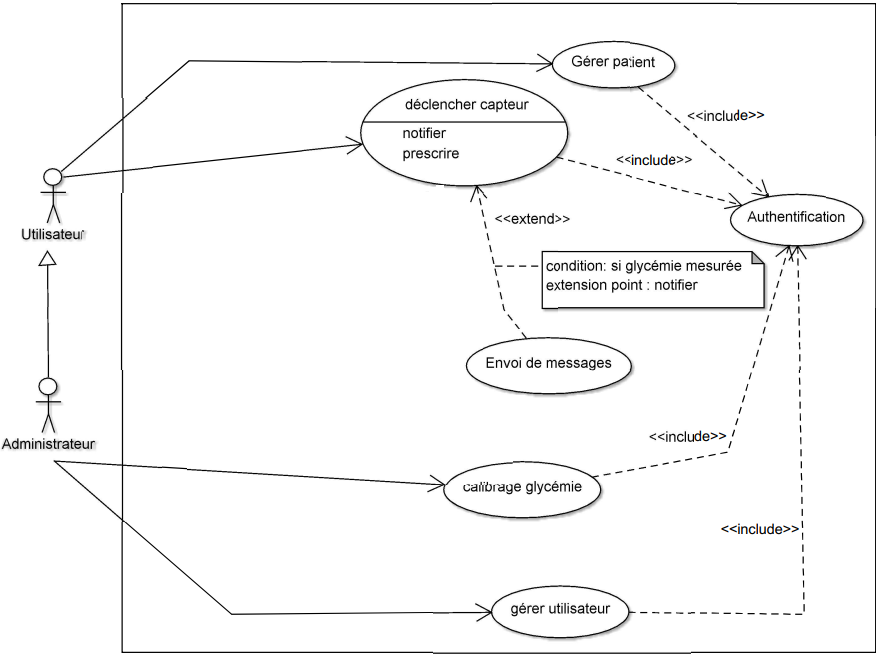 Gérer patient
déclencher capteur
notifier
prescrire
<<include>>
<<include>>
Authentification
Utilisateur
<<extend>>
condition: si glycémie mesurée
extension point : notifier
Envoi de messages
Administrateur
<<include>>
calibrage glycémie
<<include>>
gérer utilisateur